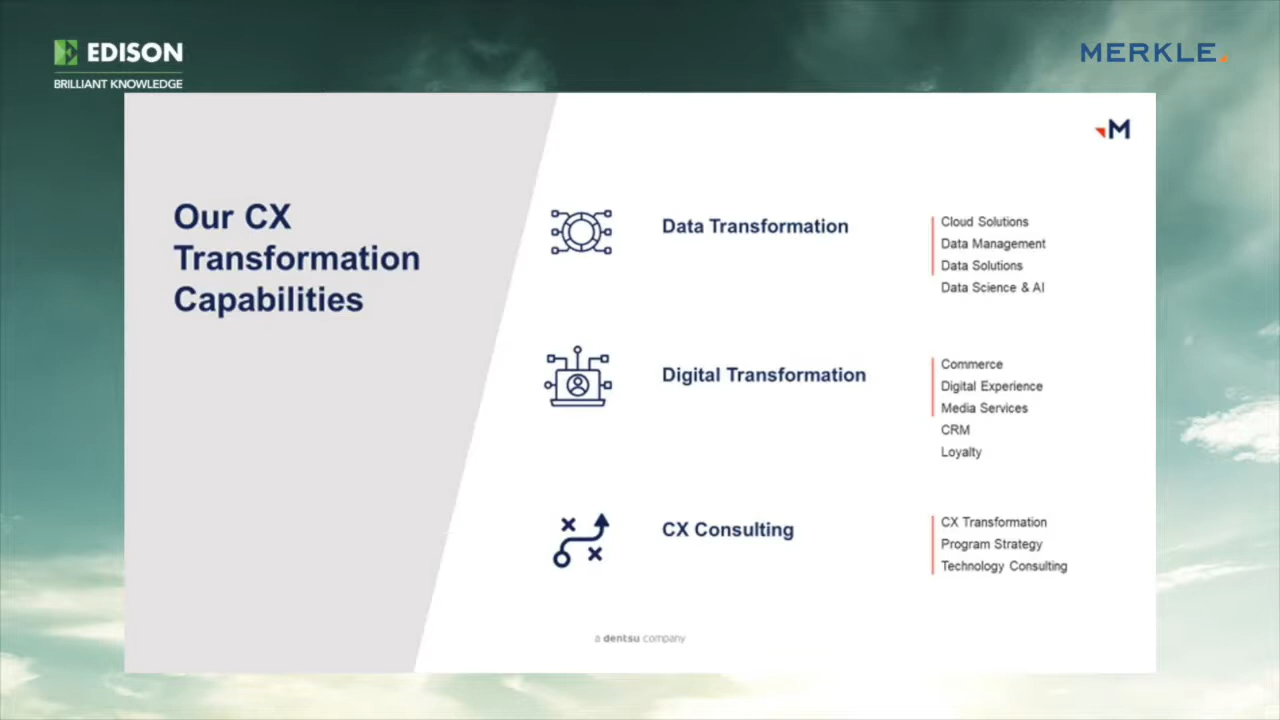 EDISON
BRILLIANT KNOWLEDGE
MERKLE.
M
Our CX
Transformation
Capabilities
Data Transformation
Cloud Solutions
Data Management
Data Solutions
Data Science & AI
Digital Transformation
Commerce
Digital Experience
Media Services
CRM
Loyalty
CX Consulting
CX Transformation
Program Strategy
Technology Consulting
a dentsu company